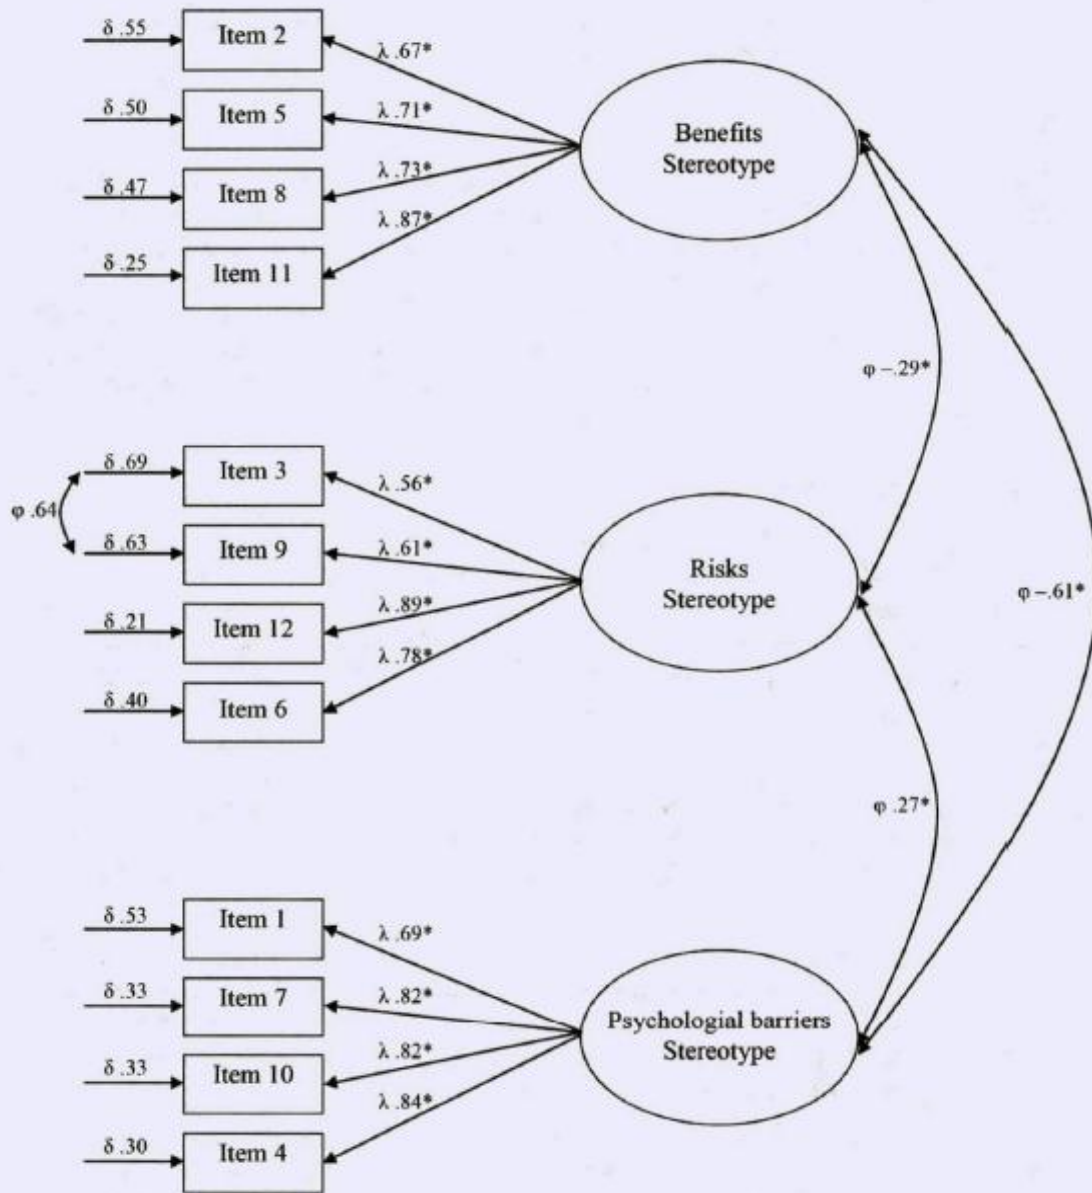 δ .55
Item 2
λ .67*
δ .50
Item 5
λ .71*
δ .47
Item 8
λ .73*
δ .25
Item 11
λ .87*
Benefits
Stereotype
φ –.29*
δ .69
Item 3
λ .56*
φ .64
δ .63
Item 9
λ .61*
δ .21
Item 12
λ .89*
δ .40
Item 6
λ .78*
Risks
Stereotype
φ –.61*
φ .27*
δ .53
Item 1
λ .69*
δ .33
Item 7
λ .82*
δ .33
Item 10
λ .82*
δ .30
Item 4
λ .84*
Psychologial barriers
Stereotype